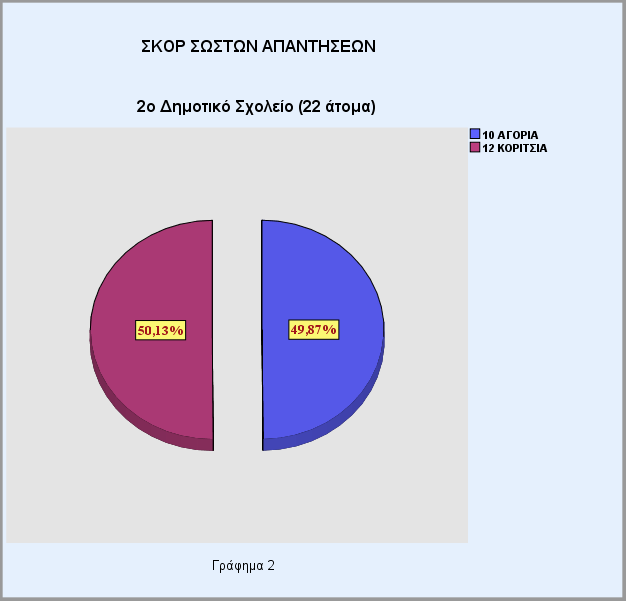 ΣΚΟΡ ΣΩΣΤΩΝ ΑΠΑΝΤΗΣΕΩΝ
2ο Δημοτικό Σχολείο (22 άτομα)
10 ΑΓΟΡΙΑ
12 ΚΟΡΙΤΣΙΑ
50,13%
49,87%
Γράφημα 2